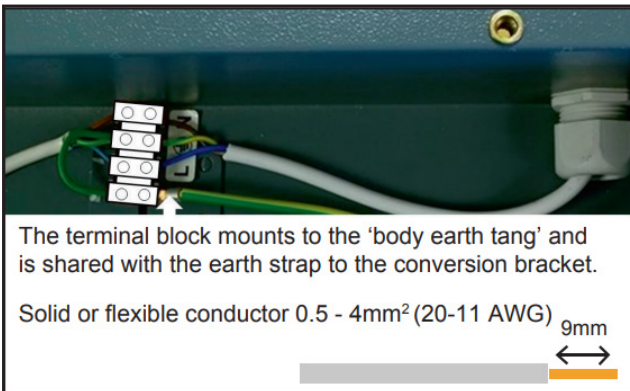 The terminal block mounts to the ‘body earth tang’ and
is shared with the earth strap to the conversion bracket.
Solid or flexible conductor 0.5 - 4mm² (20-11 AWG)
9mm